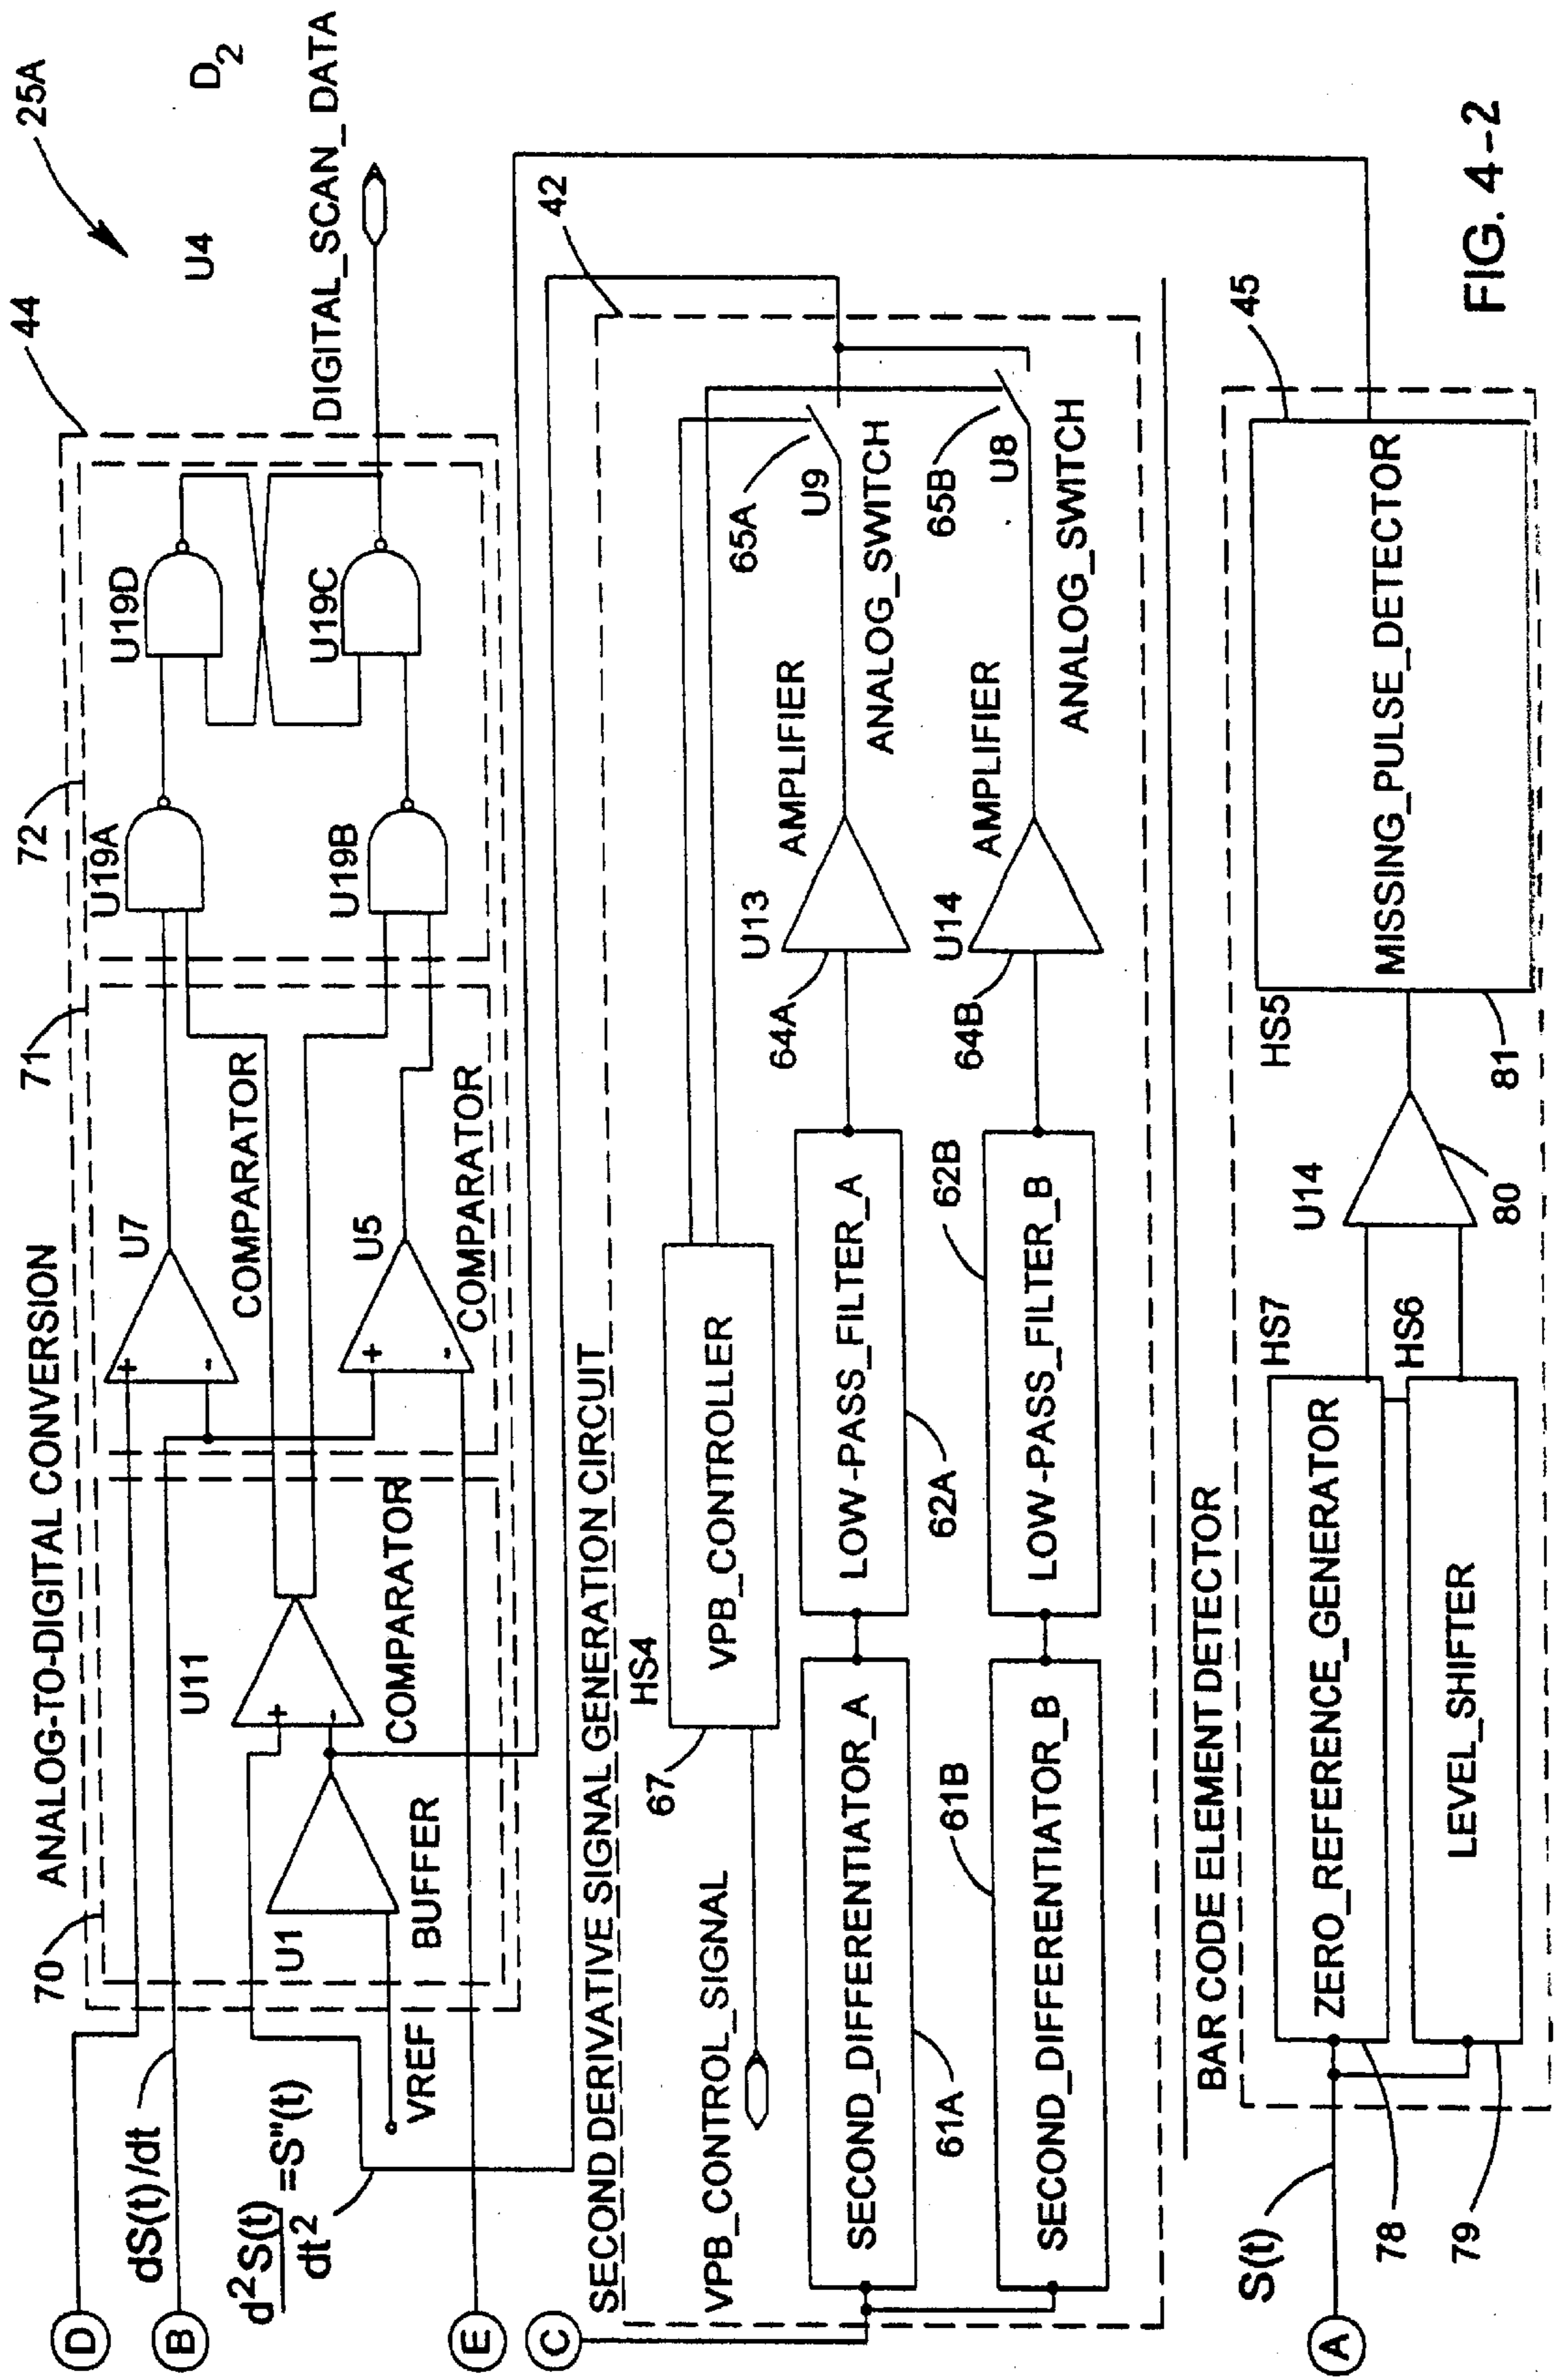 25A
U4
D2
44
DIGITAL_SCAN_DATA
ANALOG-TO-DIGITAL CONVERSION
70
71
72
U7
COMPARATOR
U5
COMPARATOR
U11
COMPARATOR
U1
BUFFER
VREF
U19A
U19B
U19D
U19C
+
-
+
-
+
-
D
B
dS(t)/dt
d2S(t)
dt2
=S"(t)
E
C
SECOND DERIVATIVE SIGNAL GENERATION CIRCUIT
42
VPB_CONTROL_SIGNAL
67
HS4
VPB_CONTROLLER
SECOND_DIFFERENTIATOR_A
61A
LOW-PASS_FILTER_A
62A
64A
U13
AMPLIFIER
65A
U9
ANALOG_SWITCH
61B
SECOND_DIFFERENTIATOR_B
62B
LOW-PASS_FILTER_B
64B
U14
AMPLIFIER
65B
U8
ANALOG_SWITCH
BAR CODE ELEMENT DETECTOR
45
A
S(t)
78
79
ZERO_REFERENCE_GENERATOR
HS7
LEVEL_SHIFTER
HS6
U14
80
HS5
81
MISSING_PULSE_DETECTOR
FIG. 4-2